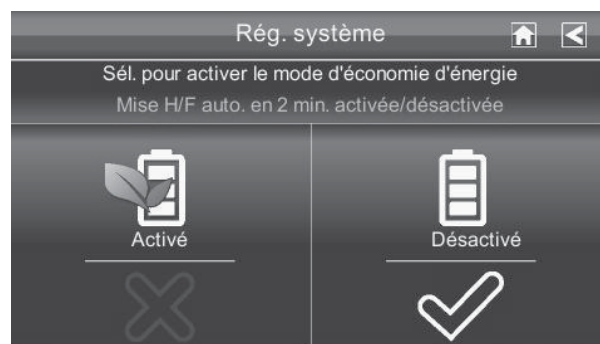 Rég. système
Sél. pour activer le mode d'économie d'énergie
Mise H/F auto. en 2 min. activée/désactivée
Activé
Désactivé